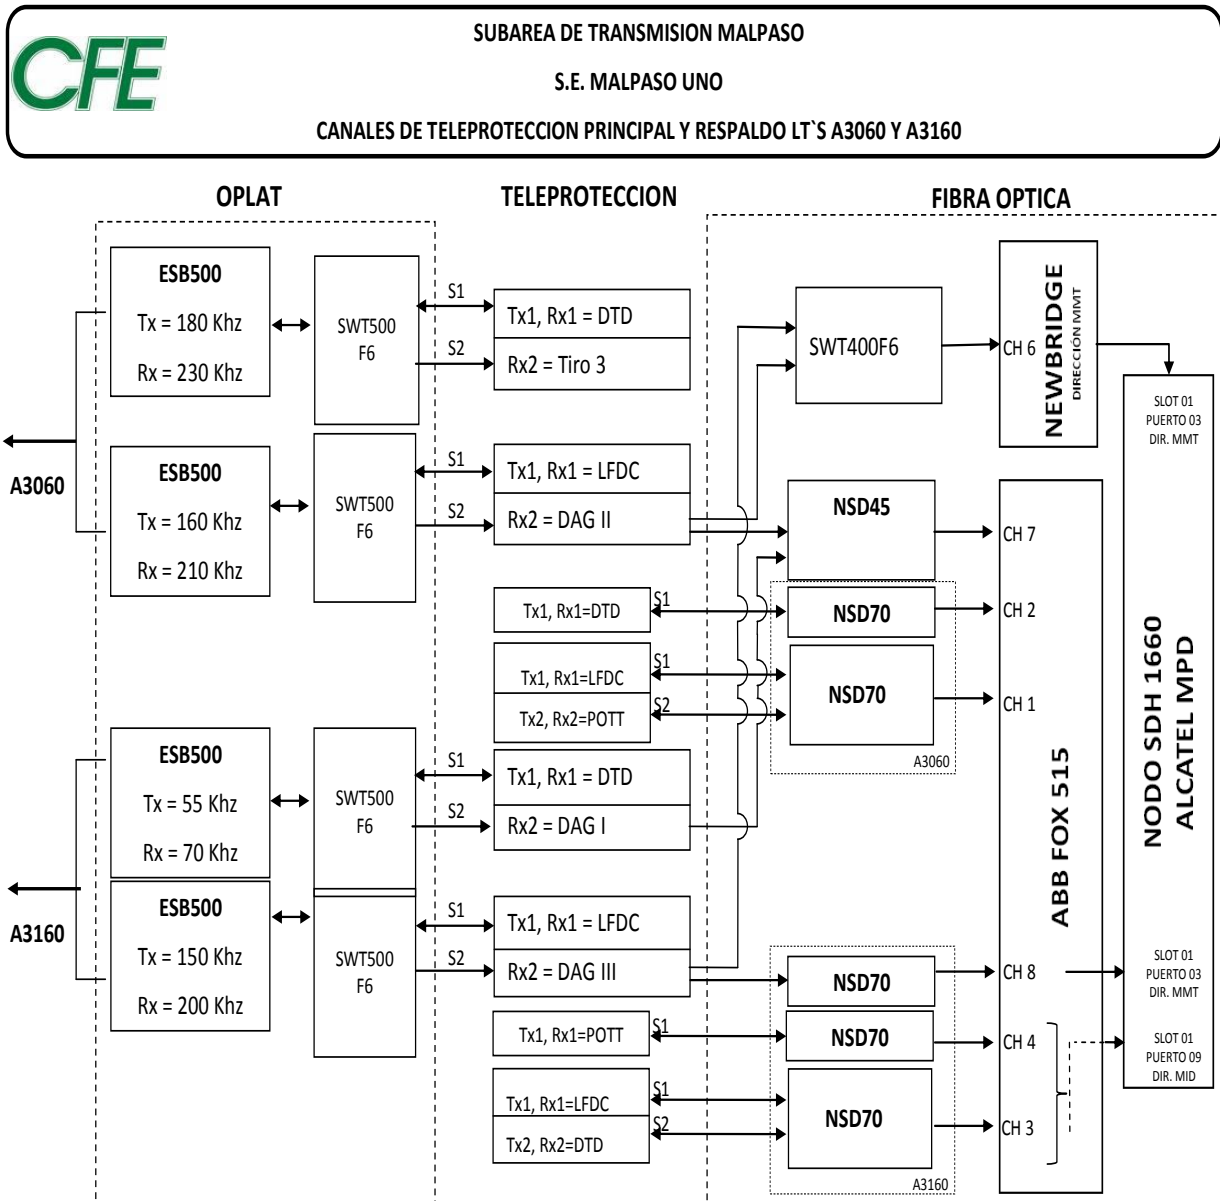 CFE
SUBAREA DE TRANSMISION MALPASO
S.E. MALPASO UNO
CANALES DE TELEPROTECCION PRINCIPAL Y RESPALDO LT`S A3060 Y A3160
OPLAT
TELEPROTECCION
FIBRA OPTICA
ESB500
Tx = 180 Khz
Rx = 230 Khz
SWT500
F6
S1
S2
Tx1, Rx1 = DTD
Rx2 = Tiro 3
A3060
ESB500
Tx = 160 Khz
Rx = 210 Khz
SWT500
F6
S1
S2
Tx1, Rx1 = LFDC
Rx2 = DAG II
Tx1, Rx1=DTD
S1
Tx1, Rx1=LFDC
S1
Tx2, Rx2=POTT
S2
ESB500
Tx = 55 Khz
Rx = 70 Khz
SWT500
F6
S1
S2
Tx1, Rx1 = DTD
Rx2 = DAG I
A3160
ESB500
Tx = 150 Khz
Rx = 200 Khz
SWT500
F6
S1
S2
Tx1, Rx1 = LFDC
Rx2 = DAG III
Tx1, Rx1=POTT
S1
Tx1, Rx1=LFDC
S1
Tx2, Rx2=DTD
S2
SWT400F6
NSD45
NSD70
NSD70
A3060
NSD70
NSD70
NSD70
A3160
CH 6
NEWBRIDGE
DIRECCIÓN MMT
CH 7
CH 2
CH 1
CH 8
CH 4
CH 3
ABB FOX 515
SLOT 01
PUERTO 03
DIR. MMT
NODO SDH 1660
ALCATEL MPD
SLOT 01
PUERTO 03
DIR. MMT
SLOT 01
PUERTO 09
DIR. MID